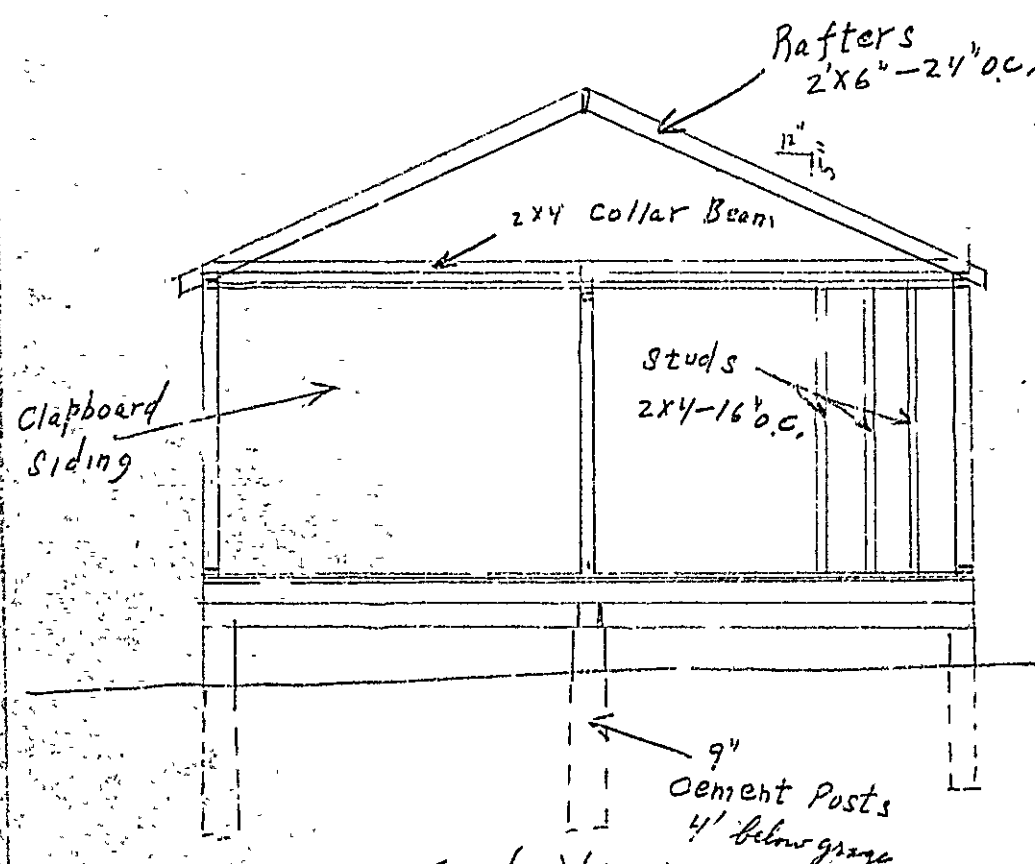 Rafters
2'X6"-24"O.C.
12"
5"
2x4 Collar Beam
Studs
2X4-16"O.C.
Clapboard
Siding
9"
Cement Posts
4' below grade